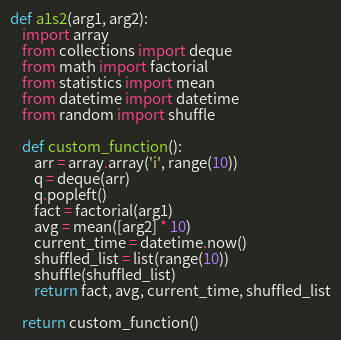 def a1s2(arg1, arg2):
    import array
    from collections import deque
    from math import factorial
    from statistics import mean
    from datetime import datetime
    from random import shuffle

    def custom_function():
        arr = array.array('i', range(10))
        q = deque(arr)
        q.popleft()
        fact = factorial(arg1)
        avg = mean([arg2] * 10)
        current_time = datetime.now()
        shuffled_list = list(range(10))
        shuffle(shuffled_list)
        return fact, avg, current_time, shuffled_list

    return custom_function()